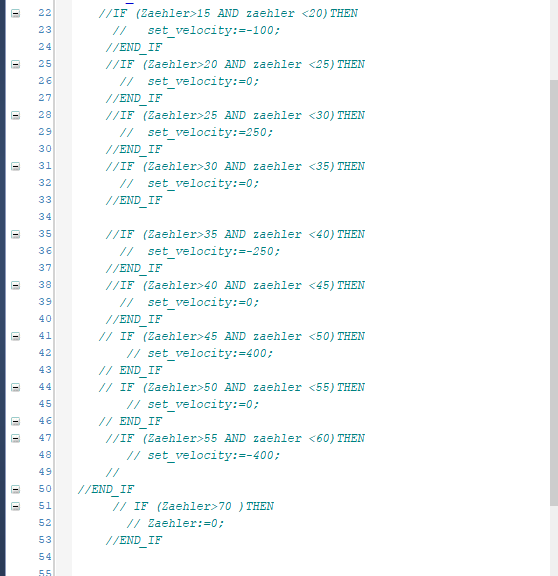 22 //IF (Zaehler>15 AND zaehler <20)THEN
23 // set_velocity:=-100;
24 //END_IF
25 //IF (Zaehler>20 AND zaehler <25)THEN
26 // set_velocity:=0;
27 //END_IF
28 //IF (Zaehler>25 AND zaehler <30)THEN
29 // set_velocity:=250;
30 //END_IF
31 //IF (Zaehler>30 AND zaehler <35)THEN
32 // set_velocity:=0;
33 //END_IF
34
35 //IF (Zaehler>35 AND zaehler <40)THEN
36 // set_velocity:=-250;
37 //END_IF
38 //IF (Zaehler>40 AND zaehler <45)THEN
39 // set_velocity:=0;
40 //END_IF
41 // IF (Zaehler>45 AND zaehler <50)THEN
42 // set_velocity:=400;
43 // END_IF
44 // IF (Zaehler>50 AND zaehler <55)THEN
45 // set_velocity:=0;
46 // END_IF
47 //IF (Zaehler>55 AND zaehler <60)THEN
48 // set_velocity:=-400;
49 //
50 //END_IF
51 // IF (Zaehler>70 )THEN
52 // Zaehler:=0;
53 //END_IF
54
55